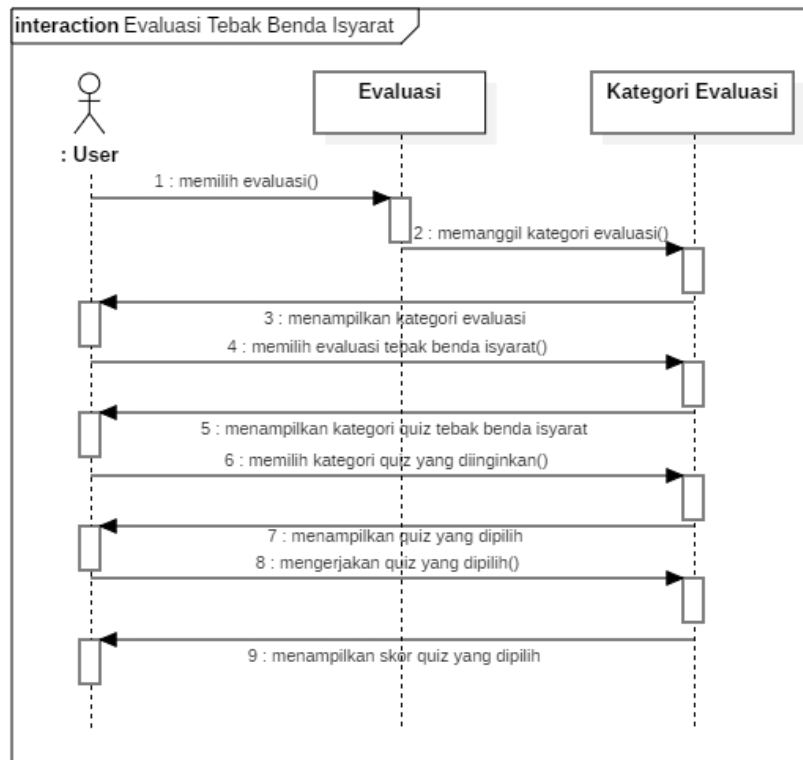 interaction Evaluasi Tebak Benda Isyarat
Evaluasi
Kategori Evaluasi
: User
1 : memilih evaluasi()
2 : memanggil kategori evaluasi()
3 : menampilkan kategori evaluasi
4 : memilih evaluasi tebak benda isyarat()
5 : menampilkan kategori quiz tebak benda isyarat
6 : memilih kategori quiz yang diinginkan()
7 : menampilkan quiz yang dipilih
8 : mengerjakan quiz yang dipilih()
9 : menampilkan skor quiz yang dipilih